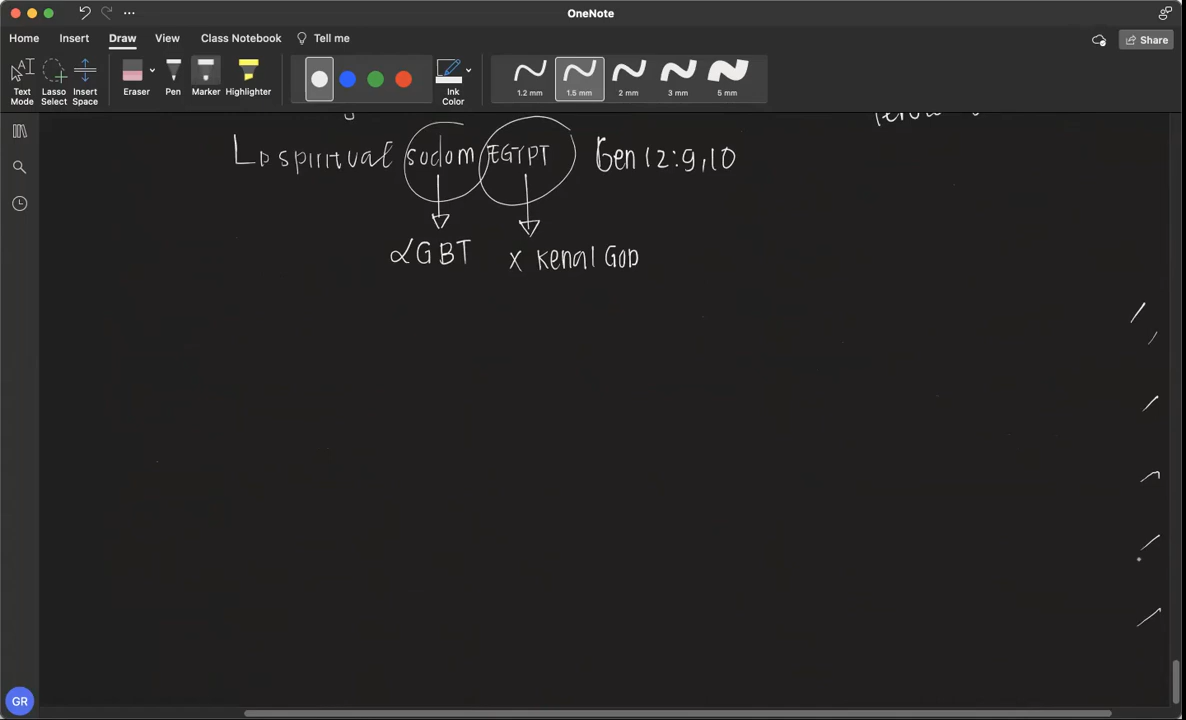 OneNote
Home Insert Draw View Class Notebook Tell me Share
Text Mode Lasso Select Insert Space Eraser Pen Marker Highlighter Ink Color 1.2 mm 1.5 mm 2 mm 3 mm 5 mm
spiritual sodom EGYPT Gen 12:9,10
GBT x kenal GOD
GR